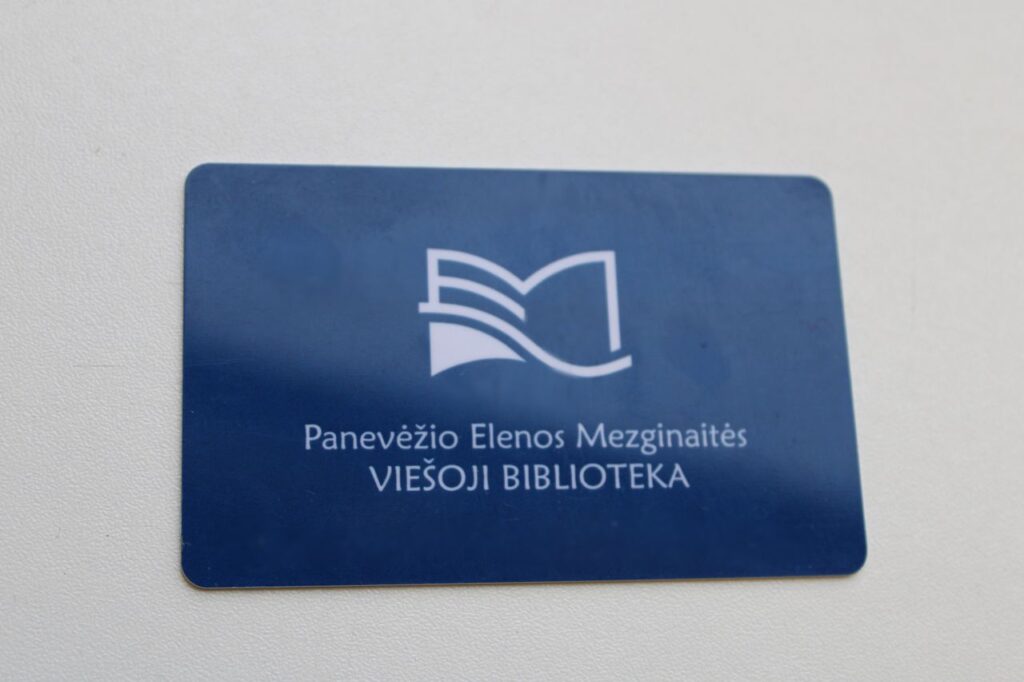 Panevėžio Elenos Mezginaitės
VIEŠOJI BIBLIOTEKA